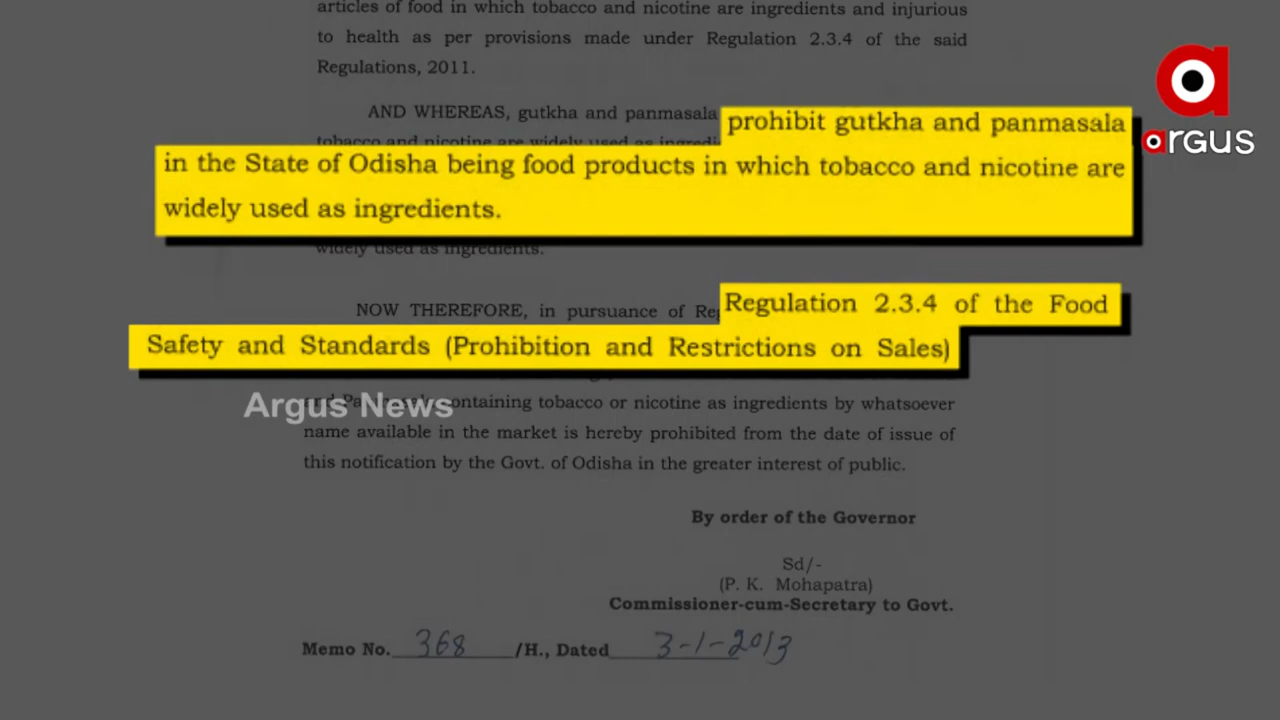 articles of food in which tobacco and nicotine are ingredients and injurious
to health as per provisions made under Regulation 2.3.4 of the said
Regulations, 2011.
argus
AND WHEREAS, gutkha and panmasala
prohibit gutkha and panmasala
tobacco and nicotine are widely used as
in the State of Odisha being food products in which tobacco and nicotine are
widely used as ingredients.
widely used as ingredients.
NOW THEREFORE, in pursuance of
Regulation 2.3.4 of the Food
Safety and Standards (Prohibition and Restrictions on Sales)
Argus News
containing tobacco or nicotine as ingredients by whatsoever
name available in the market is hereby prohibited from the date of issue of
this notification by the Govt. of Odisha in the greater interest of public.
By order of the Governor
Sd/-
(P. K. Mohapatra)
Commissioner-cum-Secretary to Govt.
Memo No. 368 /H., Dated 3-1-2013